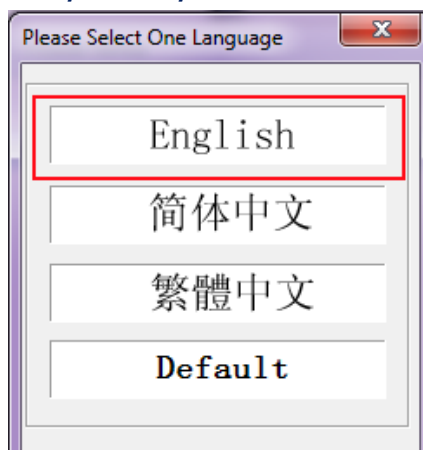 Please Select One Language
English
简体中文
繁體中文
Default